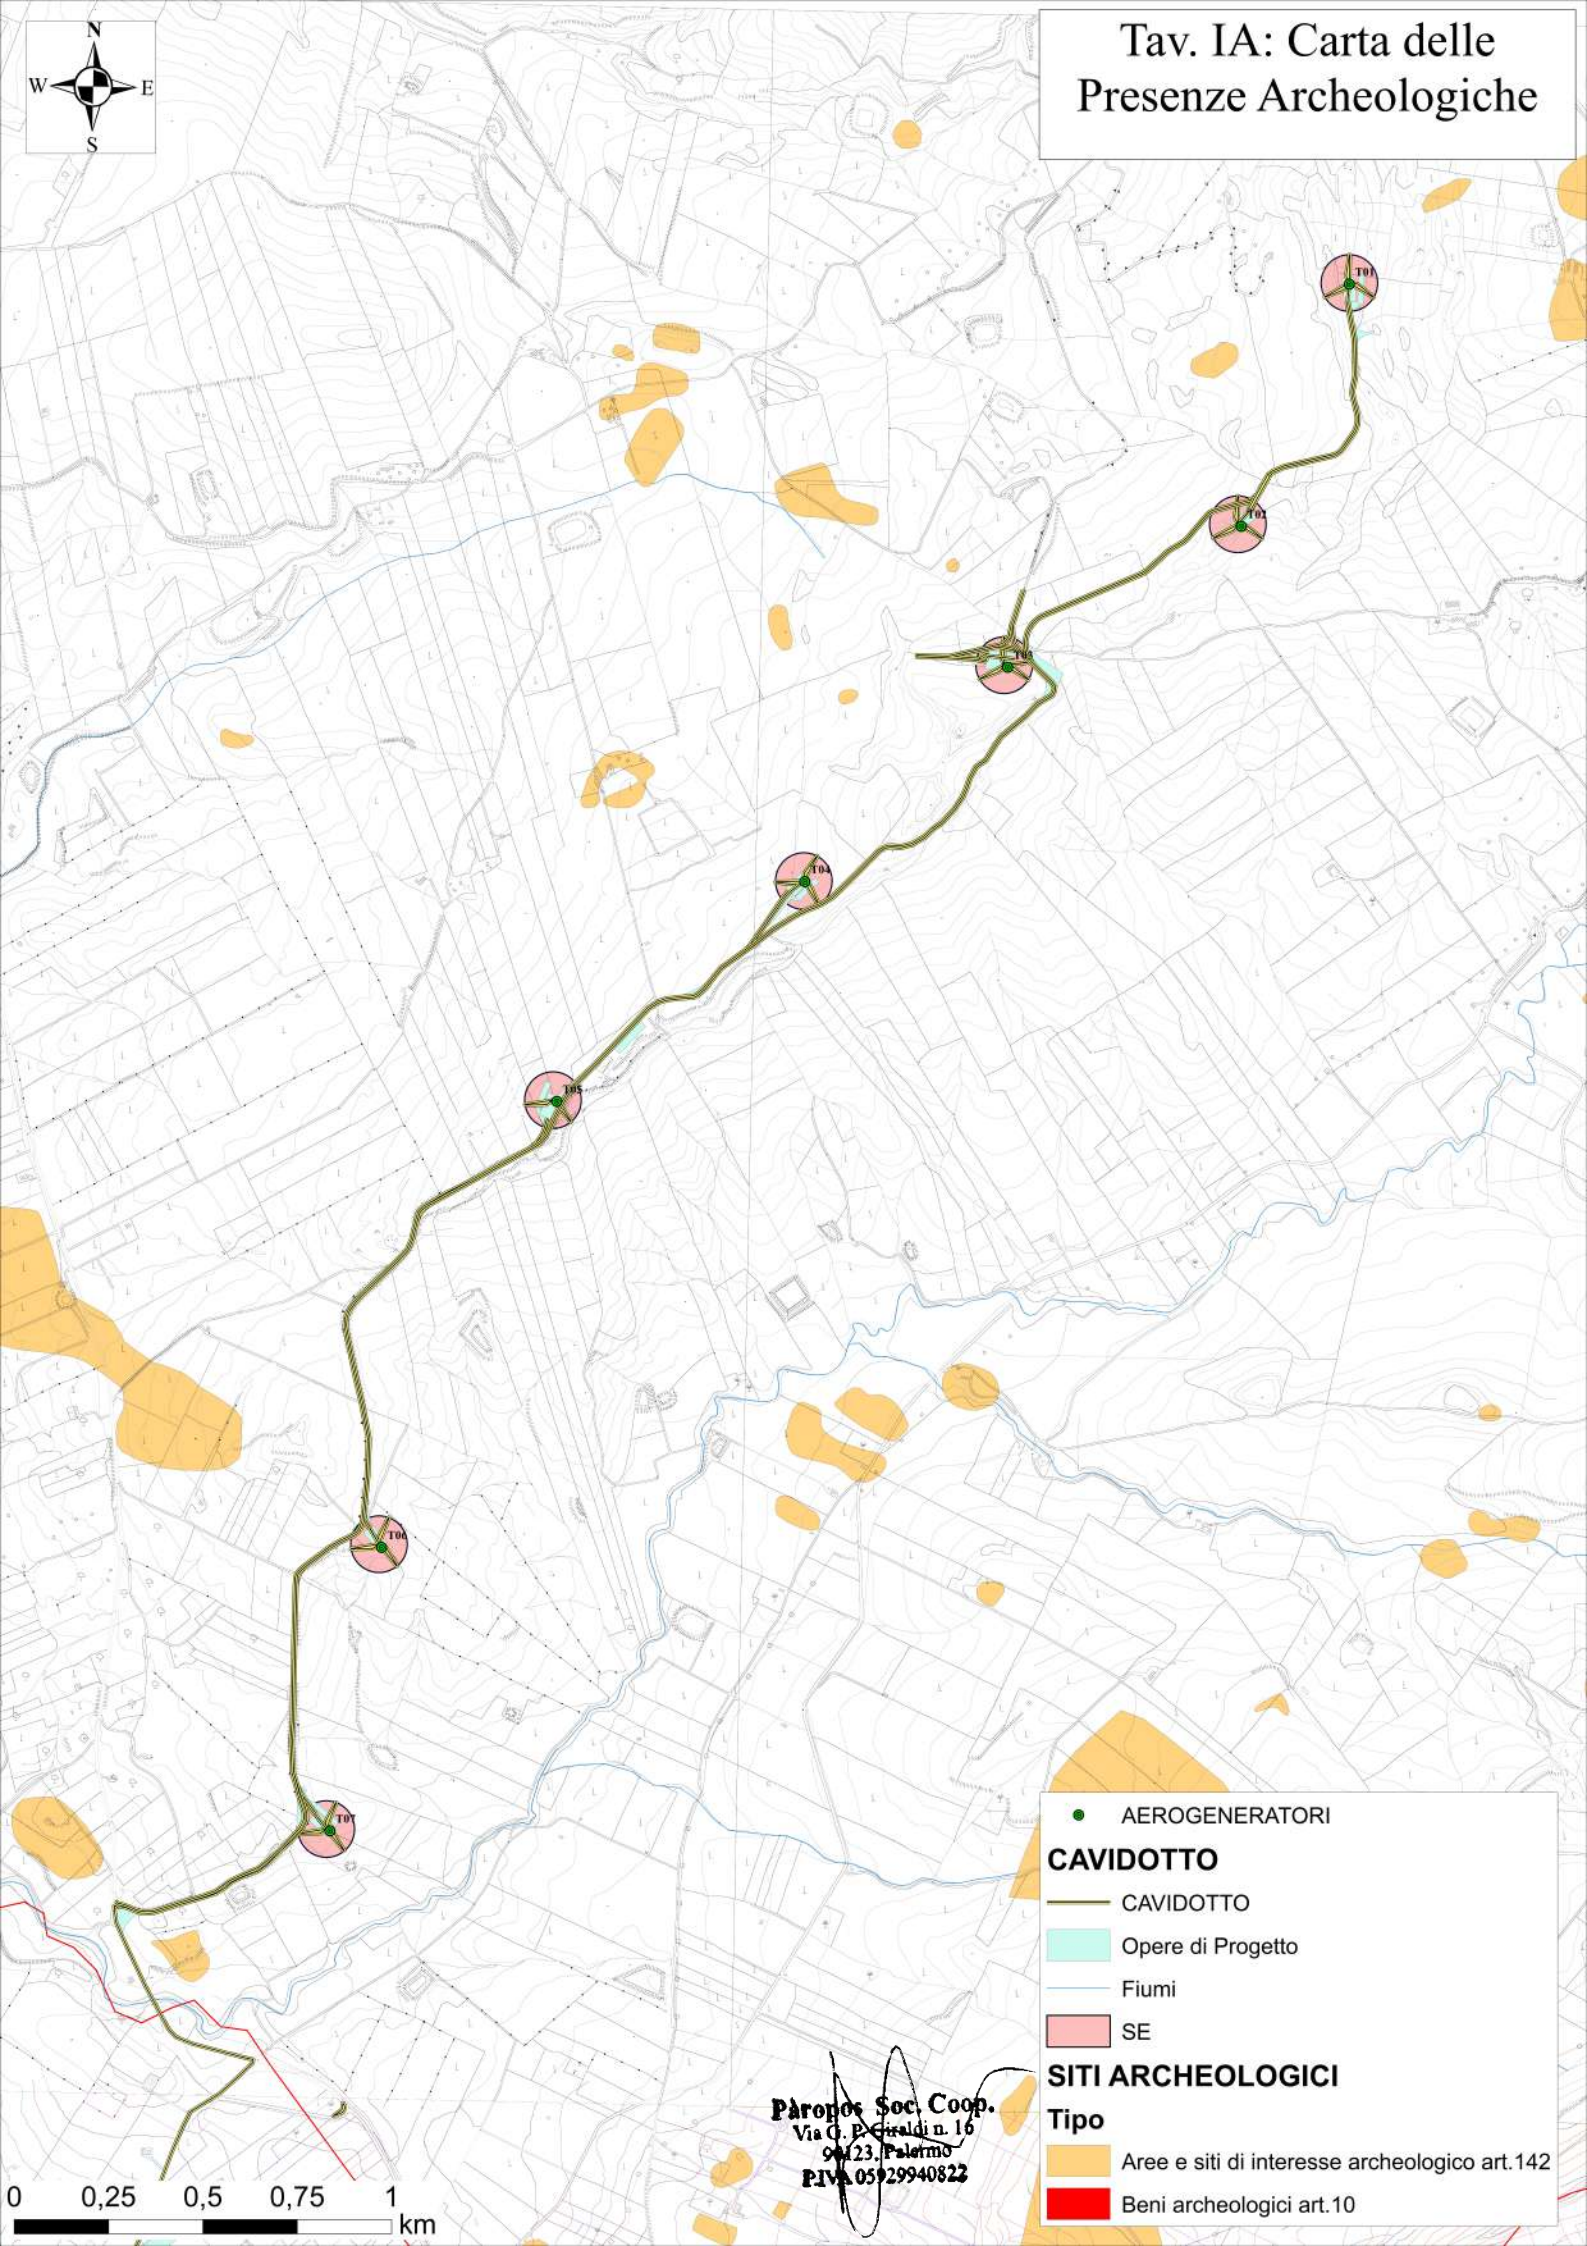 N
W
E
S
Tav. IA: Carta delle
Presenze Archeologiche
T01
T02
T03
T04
T05
T06
T07
AEROGENERATORI
CAVIDOTTO
CAVIDOTTO
Opere di Progetto
Fiumi
SE
SITI ARCHEOLOGICI
Tipo
Aree e siti di interesse archeologico art.142
Beni archeologici art.10
Pàropos Soc. Coop.
Via G. P. Giraldi n. 16
90123, Palermo
P.IVA 05929940822
0 0,25 0,5 0,75 1
km